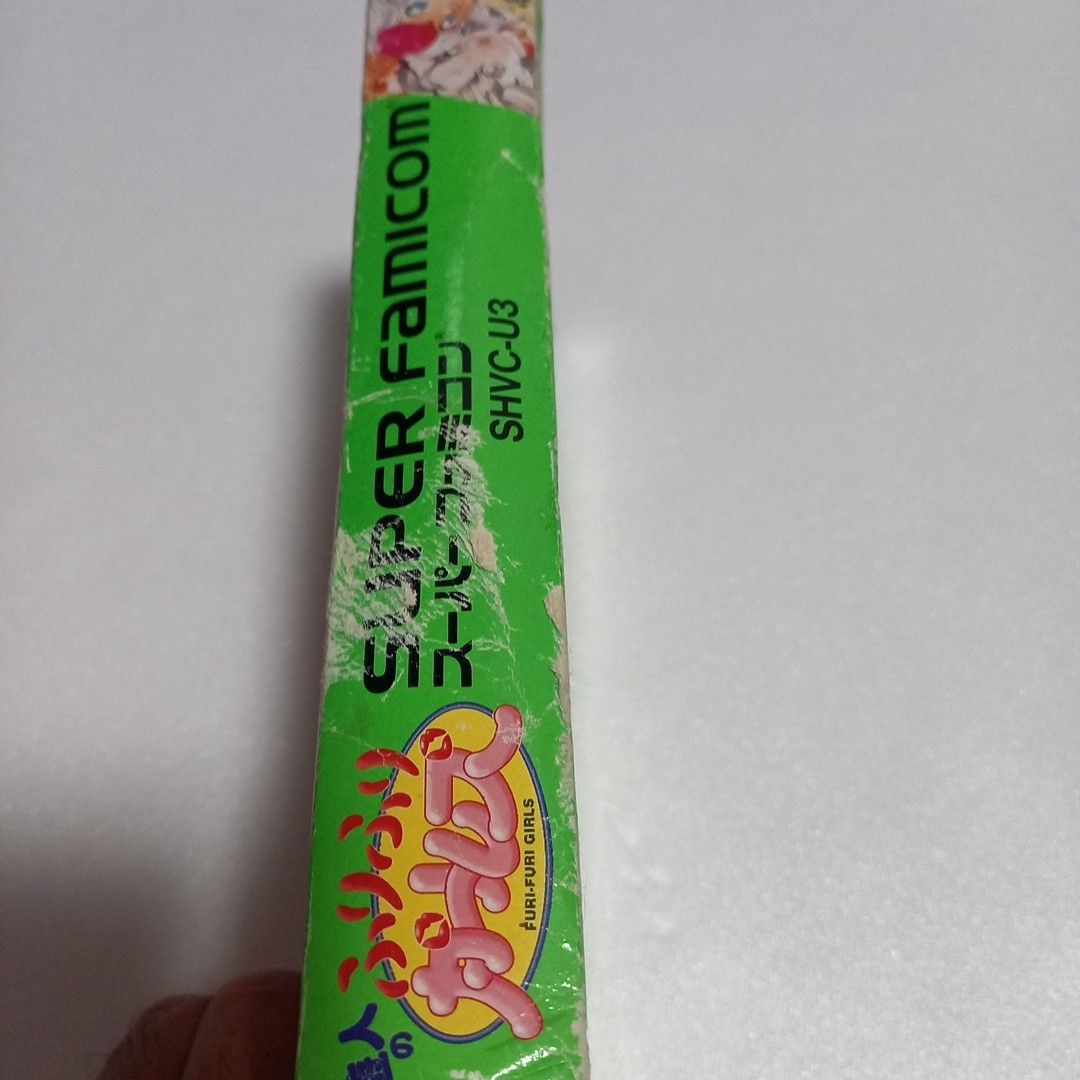 SUPER FAMICOM
スーパーファミコン
SHVC-U3
ふりふり
ガールズ
FURI-FURI GIRLS